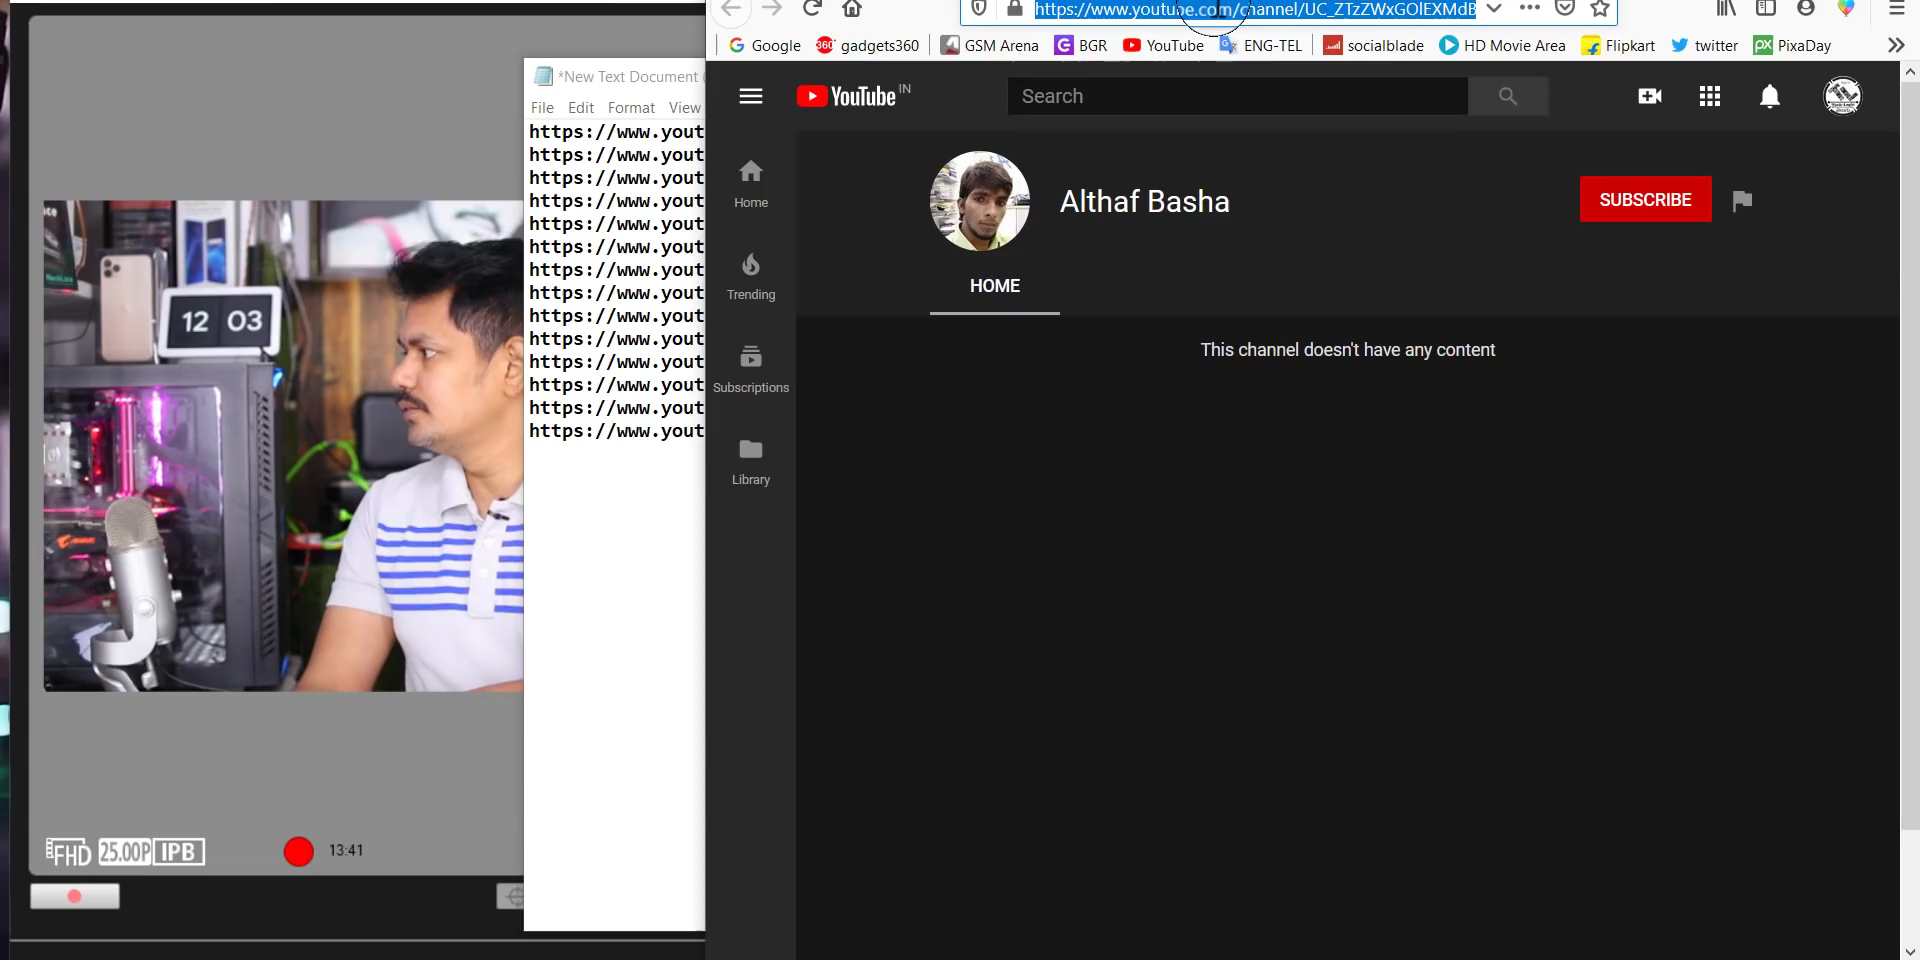 https://www.youtube.com/channel/UC_ZTzZWxGOlEXMdB
Google
gadgets360
GSM Arena
BGR
YouTube
ENG-TEL
socialblade
HD Movie Area
Flipkart
twitter
PixaDay
*New Text Document
File Edit Format View
https://www.yout
https://www.yout
https://www.yout
https://www.yout
https://www.yout
https://www.yout
https://www.yout
https://www.yout
https://www.yout
https://www.yout
https://www.yout
https://www.yout
https://www.yout
https://www.yout
YouTube IN
Search
Home
Trending
Subscriptions
Library
Althaf Basha
SUBSCRIBE
HOME
This channel doesn't have any content
12 03
FHD 25.00P IPB
13:41